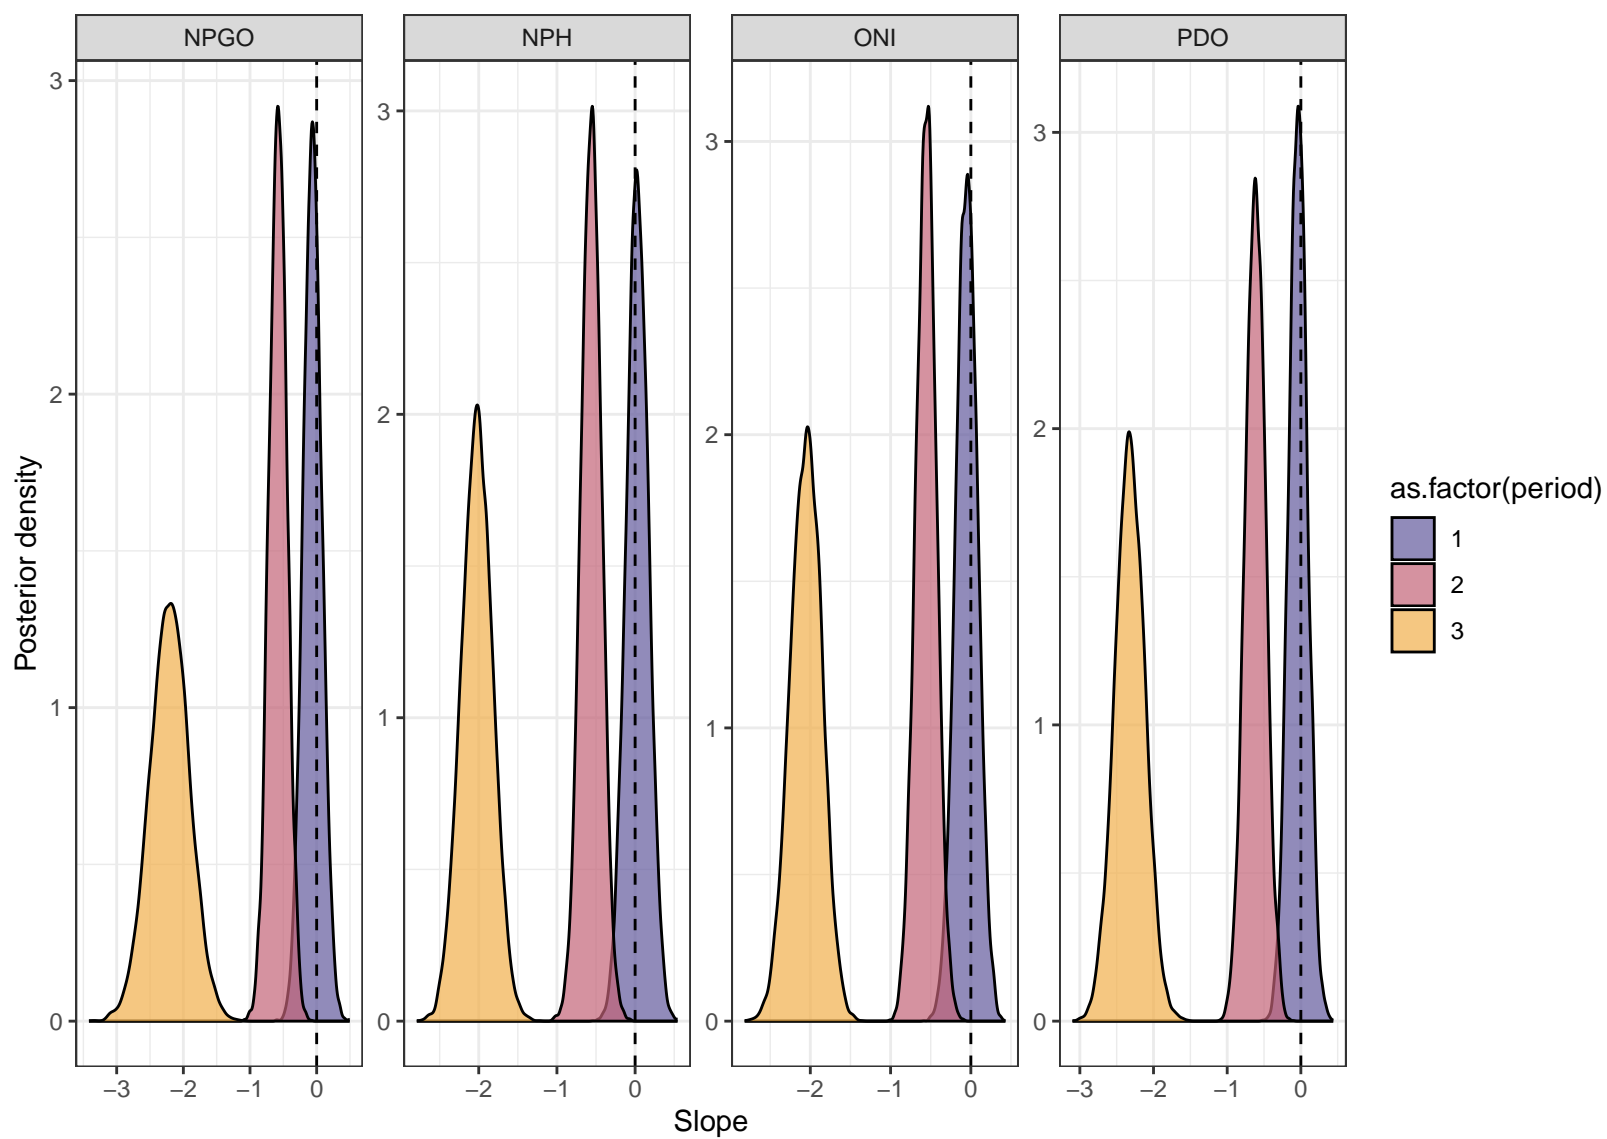 NPGO NPH ONI PDO
Posterior density
0 1 2 3
0 1 2 3
0 1 2 3
0 1 2 3
−3 −2 −1 0
−2 −1 0
−2 −1 0
−3 −2 −1 0
Slope
as.factor(period)
1
2
3